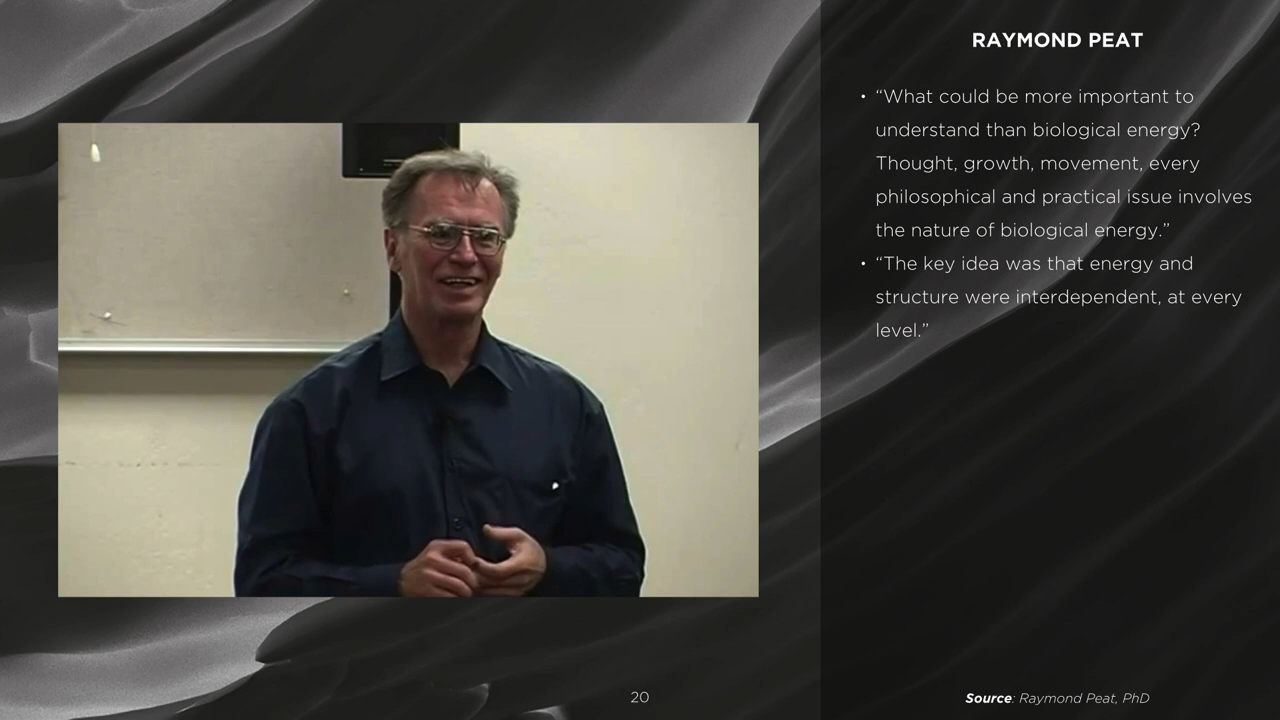 RAYMOND PEAT
• “What could be more important to
understand than biological energy?
Thought, growth, movement, every
philosophical and practical issue involves
the nature of biological energy.”
• “The key idea was that energy and
structure were interdependent, at every
level.”
20
Source: Raymond Peat, PhD